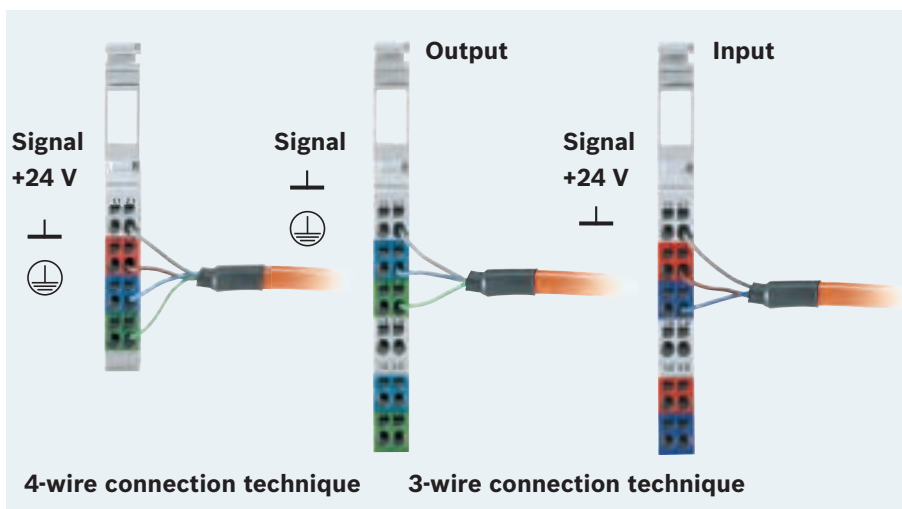 Output
Input
Signal
+24 V
Signal
Signal
+24 V
4-wire connection technique
3-wire connection technique